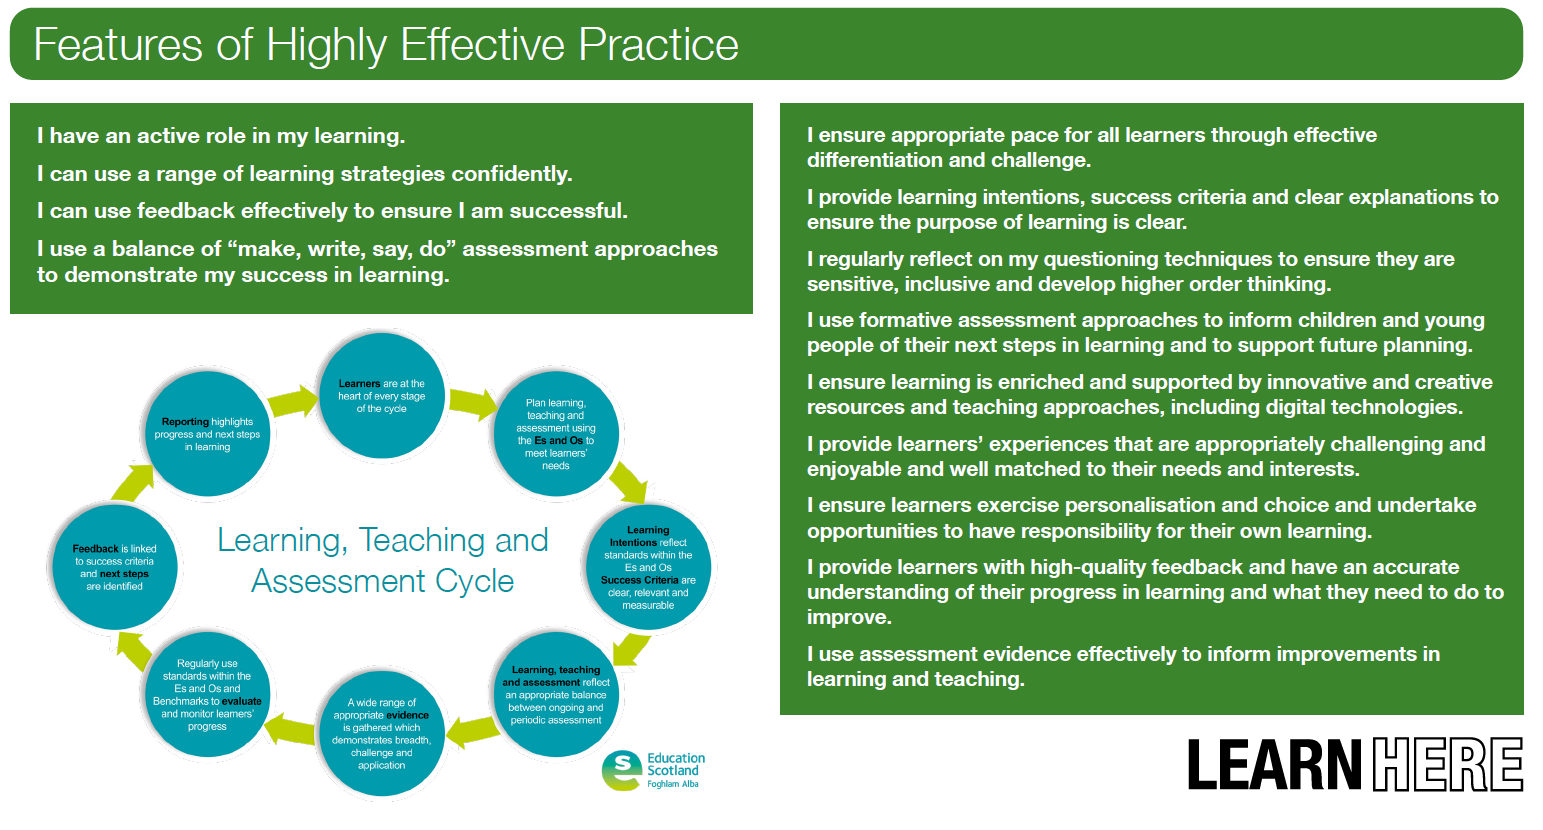 Features of Highly Effective Practice
I have an active role in my learning.
I can use a range of learning strategies confidently.
I can use feedback effectively to ensure I am successful.
I use a balance of “make, write, say, do” assessment approaches
to demonstrate my success in learning.
I ensure appropriate pace for all learners through effective
differentiation and challenge.
I provide learning intentions, success criteria and clear explanations to
ensure the purpose of learning is clear.
I regularly reflect on my questioning techniques to ensure they are
sensitive, inclusive and develop higher order thinking.
I use formative assessment approaches to inform children and young
people of their next steps in learning and to support future planning.
I ensure learning is enriched and supported by innovative and creative
resources and teaching approaches, including digital technologies.
I provide learners’ experiences that are appropriately challenging and
enjoyable and well matched to their needs and interests.
I ensure learners exercise personalisation and choice and undertake
opportunities to have responsibility for their own learning.
I provide learners with high-quality feedback and have an accurate
understanding of their progress in learning and what they need to do to
improve.
I use assessment evidence effectively to inform improvements in
learning and teaching.
Learning, Teaching and
Assessment Cycle
Learners are at the
heart of every stage
of the cycle
Plan learning,
teaching and
assessment using
the Es and Os to
meet learners’
needs
Learning
Intentions reflect
standards within the
Es and Os
Success Criteria are
clear, relevant and
measurable
Learning, teaching
and assessment reflect
an appropriate balance
between ongoing and
periodic assessment
A wide range of
appropriate evidence
is gathered which
demonstrates breadth,
challenge and
application
Regularly use
standards within the
Es and Os and
Benchmarks to evaluate
and monitor learners’
progress
Feedback is linked
to success criteria
and next steps
are identified
Reporting highlights
progress and next steps
in learning
Education
Scotland
Foghlam Alba
LEARN HERE